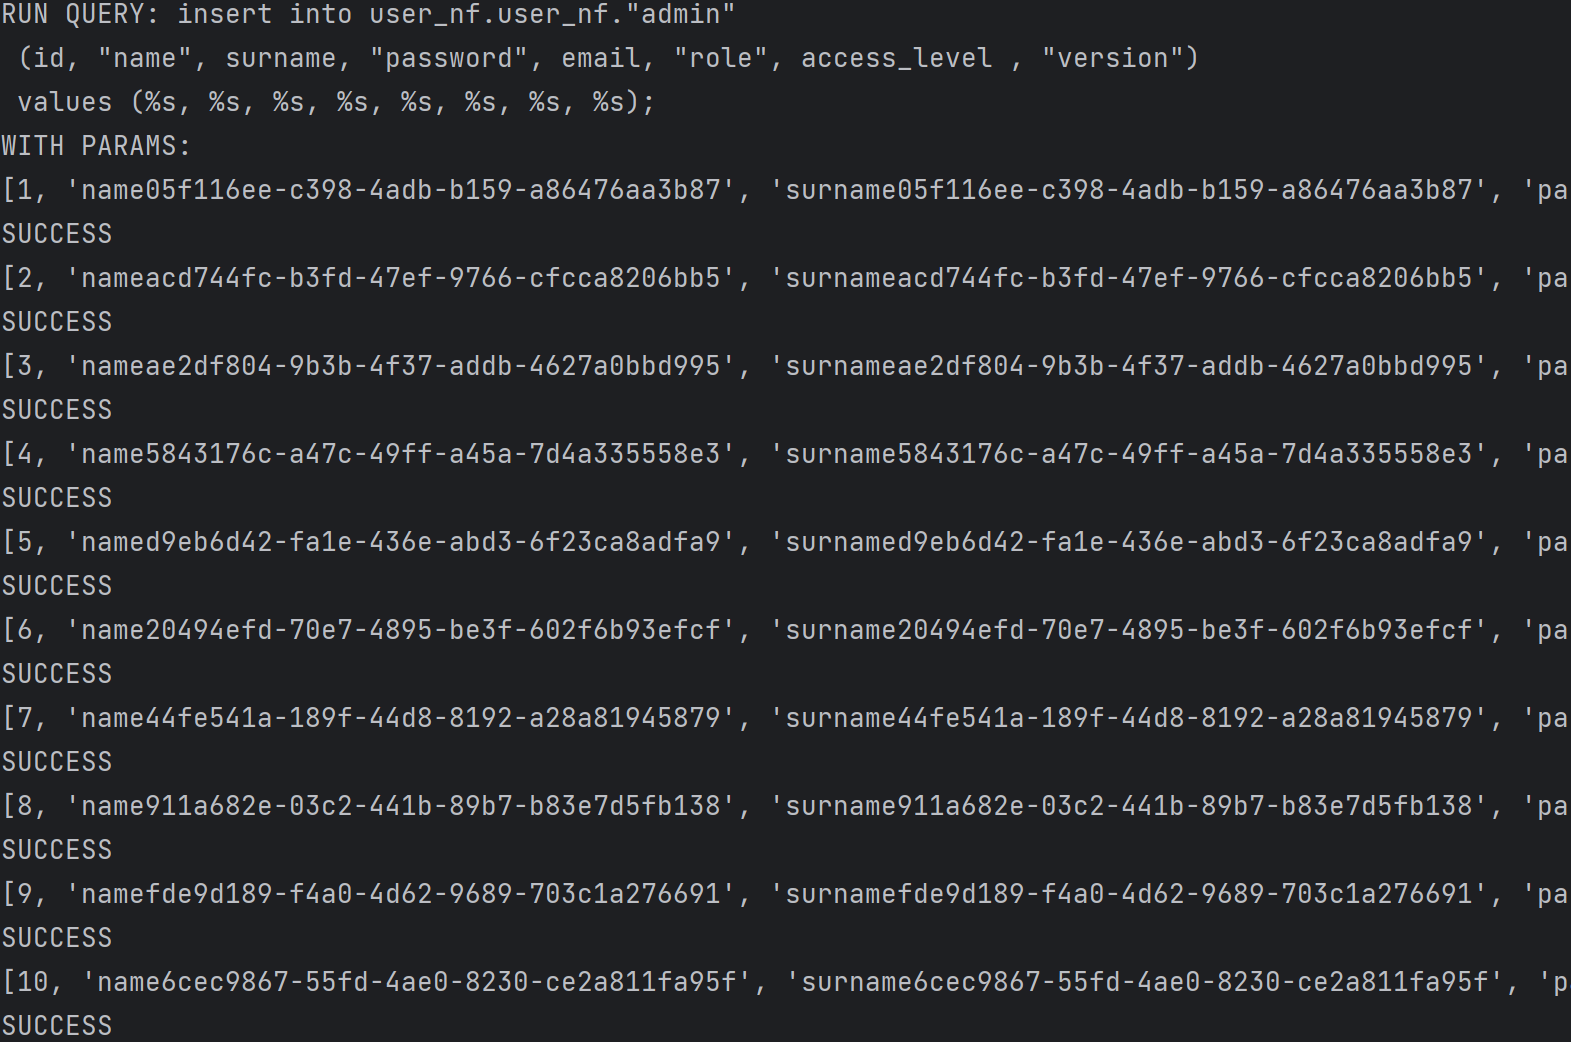 RUN QUERY: insert into user_nf.user_nf."admin"
(id, "name", surname, "password", email, "role", access_level , "version")
values (%s, %s, %s, %s, %s, %s, %s, %s);
WITH PARAMS:
[1, 'name05f116ee-c398-4adb-b159-a86476aa3b87', 'surname05f116ee-c398-4adb-b159-a86476aa3b87', 'pa
SUCCESS
[2, 'nameacd744fc-b3fd-47ef-9766-cfcca8206bb5', 'surnameacd744fc-b3fd-47ef-9766-cfcca8206bb5', 'pa
SUCCESS
[3, 'nameae2df804-9b3b-4f37-addb-4627a0bbd995', 'surnameae2df804-9b3b-4f37-addb-4627a0bbd995', 'pa
SUCCESS
[4, 'name5843176c-a47c-49ff-a45a-7d4a335558e3', 'surname5843176c-a47c-49ff-a45a-7d4a335558e3', 'pa
SUCCESS
[5, 'named9eb6d42-fa1e-436e-abd3-6f23ca8adfa9', 'surnamed9eb6d42-fa1e-436e-abd3-6f23ca8adfa9', 'pa
SUCCESS
[6, 'name20494efd-70e7-4895-be3f-602f6b93efcf', 'surname20494efd-70e7-4895-be3f-602f6b93efcf', 'pa
SUCCESS
[7, 'name44fe541a-189f-44d8-8192-a28a81945879', 'surname44fe541a-189f-44d8-8192-a28a81945879', 'pa
SUCCESS
[8, 'name911a682e-03c2-441b-89b7-b83e7d5fb138', 'surname911a682e-03c2-441b-89b7-b83e7d5fb138', 'pa
SUCCESS
[9, 'namefde9d189-f4a0-4d62-9689-703c1a276691', 'surnamefde9d189-f4a0-4d62-9689-703c1a276691', 'pa
SUCCESS
[10, 'name6cec9867-55fd-4ae0-8230-ce2a811fa95f', 'surname6cec9867-55fd-4ae0-8230-ce2a811fa95f', 'p
SUCCESS